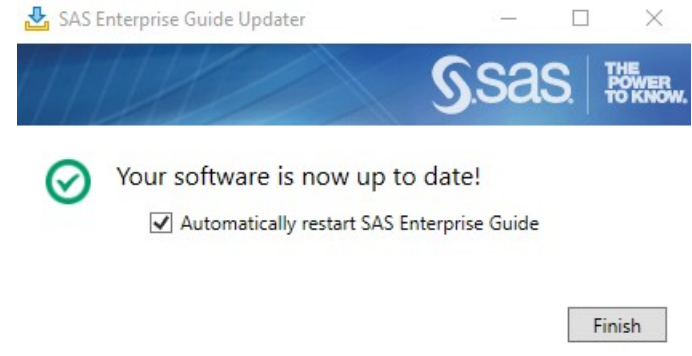 SAS Enterprise Guide Updater
sas
THE
POWER
TO KNOW.
Your software is now up to date!
Automatically restart SAS Enterprise Guide
Finish